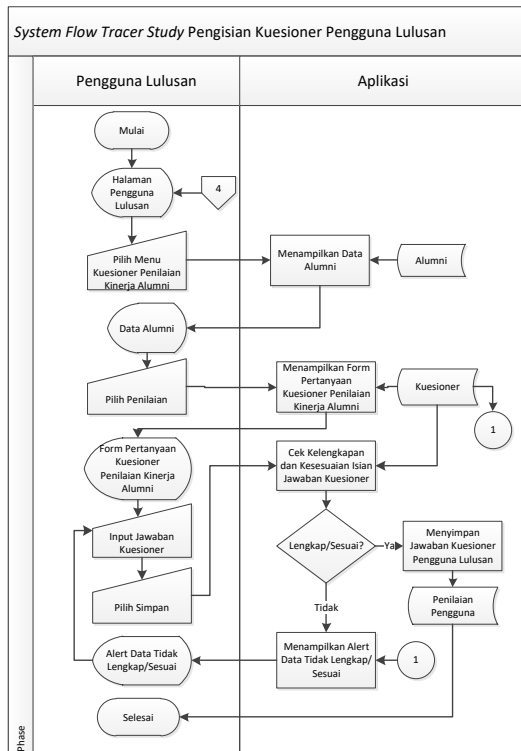 System Flow Tracer Study Pengisian Kuesioner Pengguna Lulusan
Pengguna Lulusan
Aplikasi
Mulai
Halaman
Pengguna
Lulusan
4
Pilih Menu
Kuesioner Penilaian
Kinerja Alumni
Menampilkan Data
Alumni
Alumni
Data Alumni
Pilih Penilaian
Menampilkan Form
Pertanyaan
Kuesioner Penilaian
Kinerja Alumni
Kuesioner
1
Form Pertanyaan
Kuesioner
Penilaian Kinerja
Alumni
Cek Kelengkapan
dan Kesesuaian Isian
Jawaban Kuesioner
Input Jawaban
Kuesioner
Lengkap/Sesuai?
Ya
Menyimpan
Jawaban Kuesioner
Pengguna Lulusan
Pilih Simpan
Penilaian
Pengguna
Tidak
Alert Data Tidak
Lengkap/Sesuai
Menampilkan Alert
Data Tidak Lengkap/
Sesuai
1
Selesai
Phase